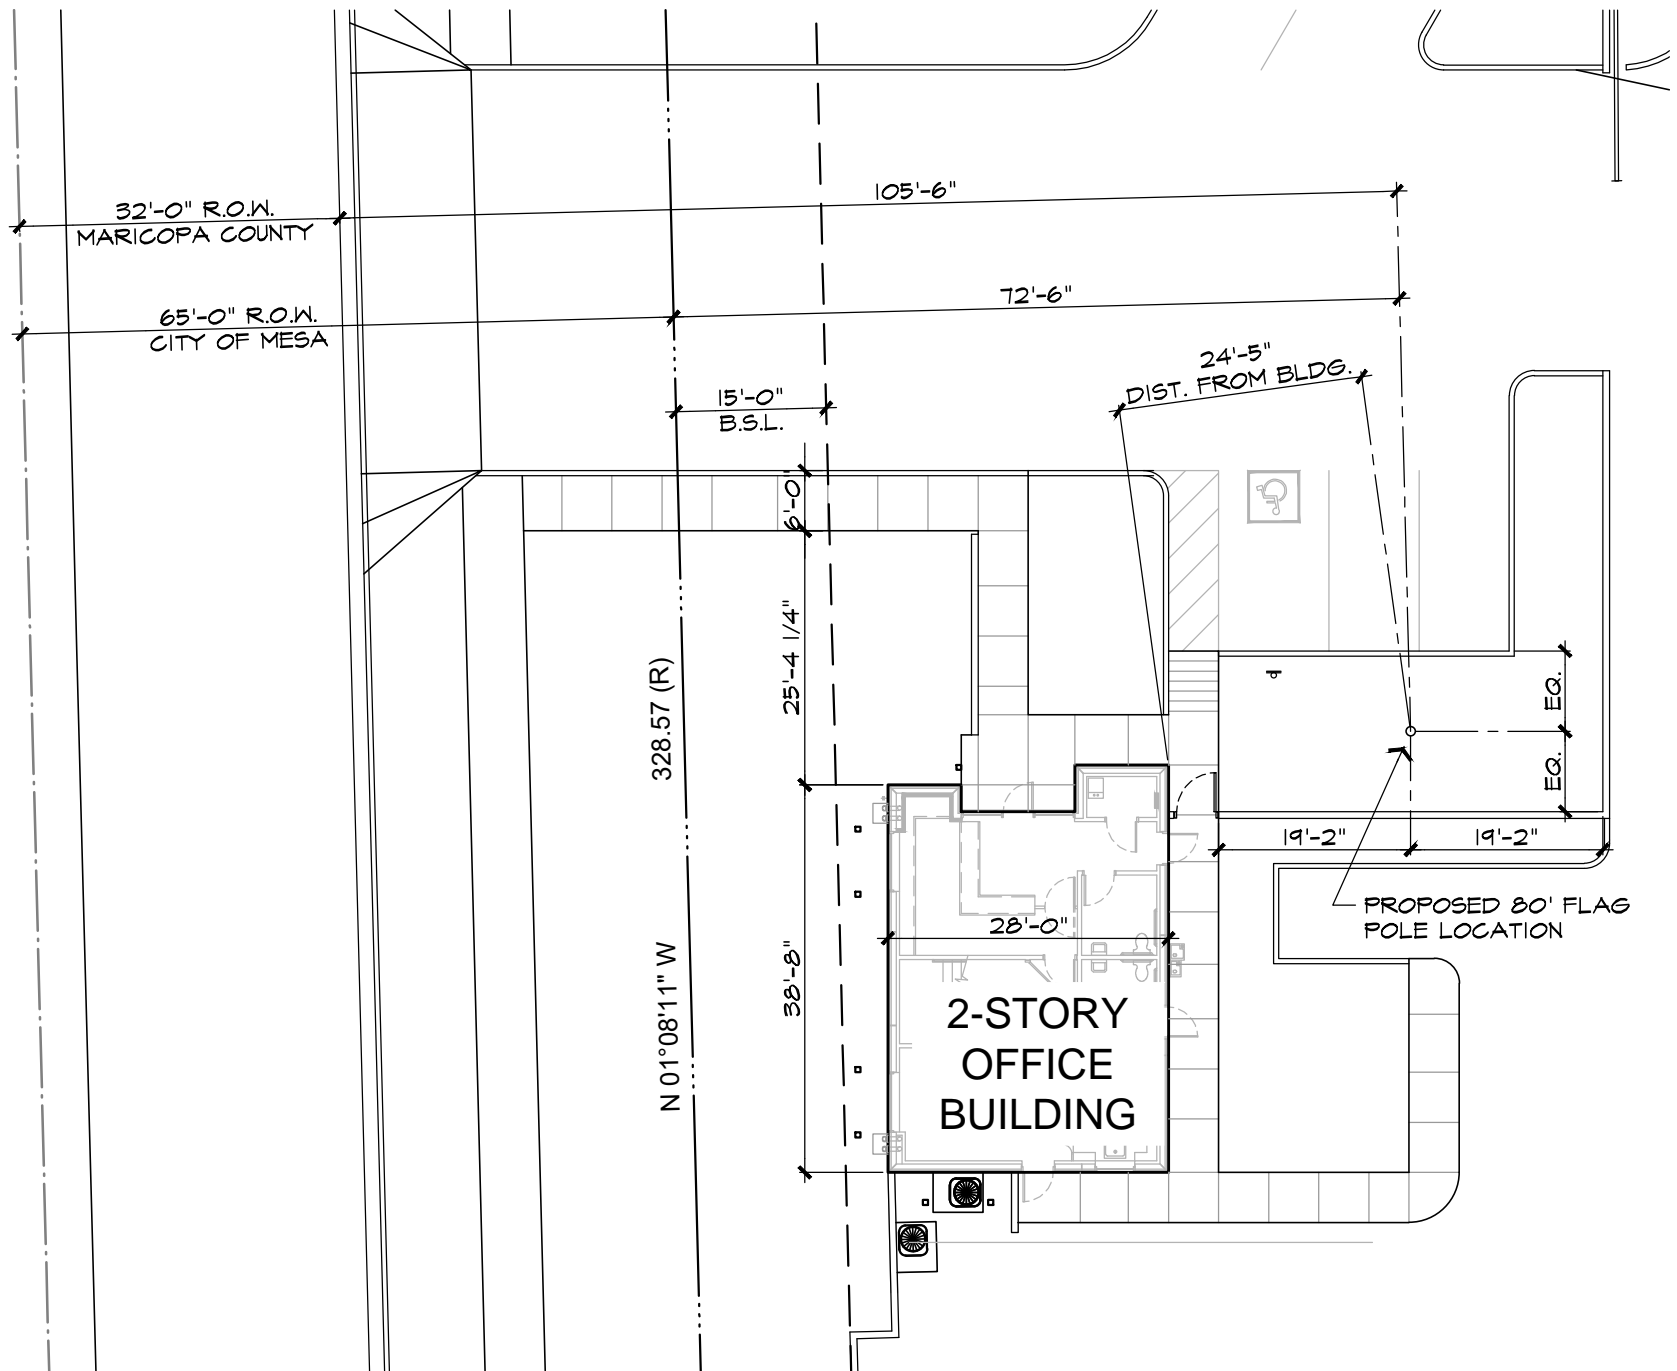 105'-6"
32'-0" R.O.W.
MARICOPA COUNTY
72'-6"
65'-0" R.O.W.
CITY OF MESA
24'-5"
DIST. FROM BLDG.
15'-0"
B.S.L.
6'-0"
25'-4 1/4"
328.57 (R)
EQ.
EQ.
19'-2"
19'-2"
PROPOSED 80' FLAG
POLE LOCATION
28'-0"
38'-8"
N 01°08'11" W
2-STORY
OFFICE
BUILDING